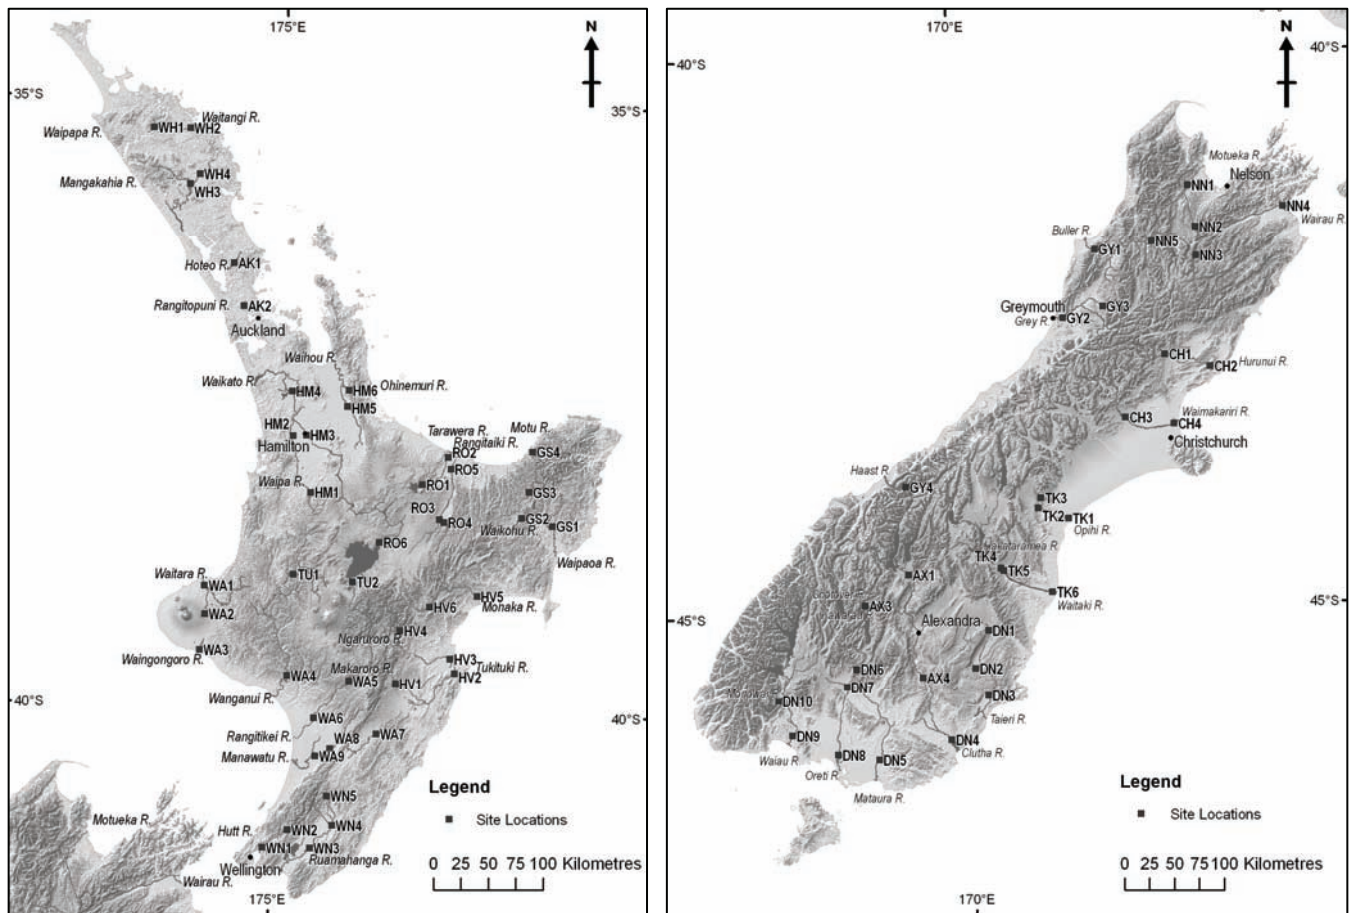 175°E
N
35°S
35°S
Waitangi R.
Waipapa R.
WH1
WH2
WH4
Mangakahia R.
WH3
Hoteo R.
AK1
Rangitopuni R.
AK2
Auckland
Waihou R.
Waikato R.
HM4
HM6
Ohinemuri R.
HM5
HM2
HM3
Hamilton
Tarawera R.
Motu R.
Rangitaiki R.
RO2
GS4
RO5
Waipa R.
HM1
RO1
GS3
RO3
RO4
GS2
Waikohu R.
GS1
RO6
Waipaoa R.
Waitara R.
WA1
TU1
TU2
WA2
HV6
HV5
Monaka R.
HV4
Ngaruroro R.
WA3
Waingongoro R.
Makaroro R.
HV3
Tukituki R.
WA4
WA5
HV1
HV2
Wanganui R.
WA6
Rangitikei R.
WA8
WA7
Manawatu R.
WA9
40°S
40°S
Legend
Site Locations
WN5
Motueka R.
Hutt R.
WN2
WN4
WN1
WN3
Wellington
Ruamahanga R.
0 25 50 75 100 Kilometres
Wairau R.
175°E
170°E
N
40°S
40°S
Motueka R.
Nelson
NN1
NN4
Wairau R.
NN2
Buller R.
GY1
NN5
NN3
Greymouth
GY3
Grey R.
GY2
CH1
Hurunui R.
CH2
CH3
Waimakariri R.
CH4
Christchurch
Haast R.
GY4
TK3
TK2
TK1
Opihi R.
Hakataramea R.
TK4
TK5
AX1
TK6
Waitaki R.
AX3
45°S
45°S
Alexandra
DN1
DN6
DN2
AX4
DN7
DN3
Monowai R.
DN10
Taieri R.
DN9
DN4
Clutha R.
Waiau R.
DN8
DN5
Oreti R.
Mataura R.
Legend
Site Locations
0 25 50 75 100 Kilometres
170°E